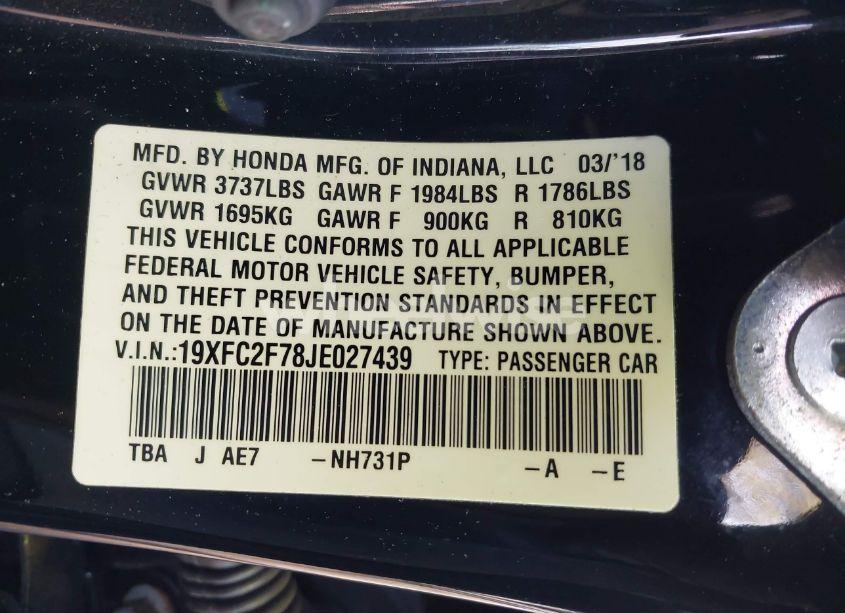 MFD. BY HONDA MFG. OF INDIANA, LLC 03/'18
GVWR 3737LBS GAWR F 1984LBS R 1786LBS
GVWR 1695KG GAWR F 900KG R 810KG
THIS VEHICLE CONFORMS TO ALL APPLICABLE
FEDERAL MOTOR VEHICLE SAFETY, BUMPER,
AND THEFT PREVENTION STANDARDS IN EFFECT
ON THE DATE OF MANUFACTURE SHOWN ABOVE.
V.I.N.:19XFC2F78JE027439 TYPE: PASSENGER CAR
TBA J AE7 -NH731P -A -E